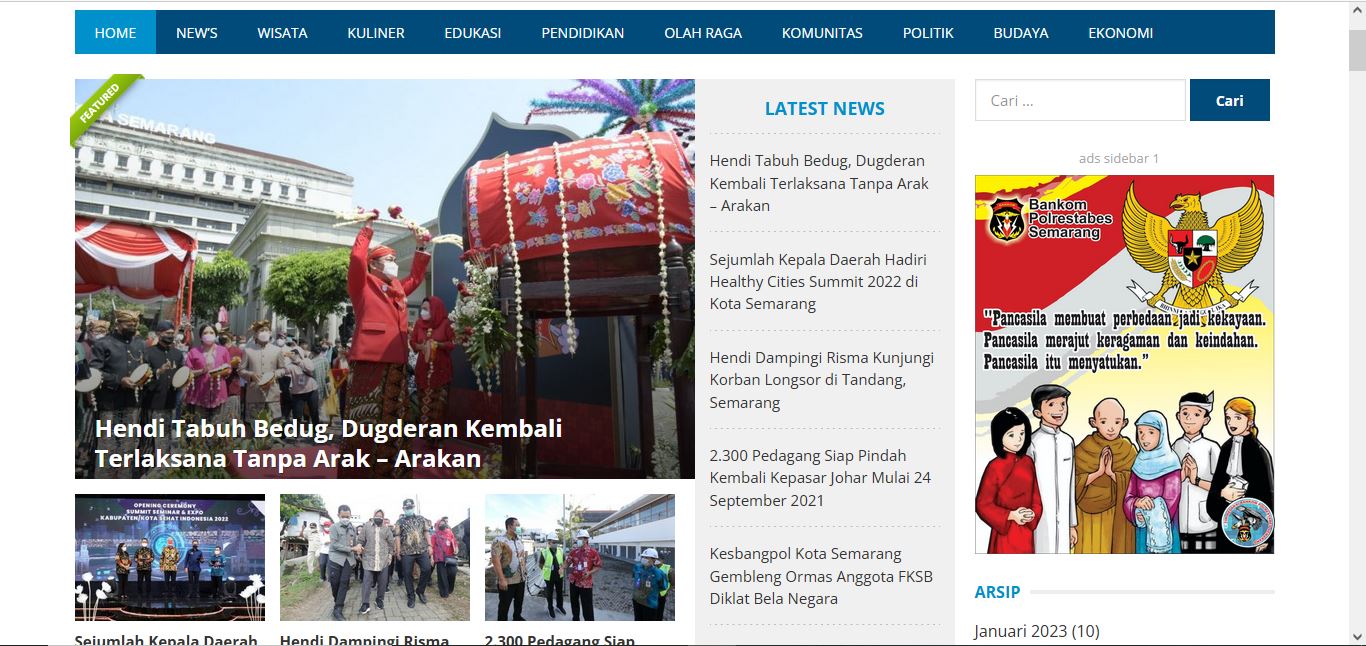 HOME
NEW'S
WISATA
KULINER
EDUKASI
PENDIDIKAN
OLAH RAGA
KOMUNITAS
POLITIK
BUDAYA
EKONOMI
FEATURED
SEMARANG
Hendi Tabuh Bedug, Dugderan Kembali
Terlaksana Tanpa Arak – Arakan
OPENING CEREMONY
SUMMIT SEMINAR & EXPO
KABUPATEN/KOTA SEHAT INDONESIA 2022
Sejumlah Kepala Daerah
Hendi Dampingi Risma
2.300 Pedagang Siap
LATEST NEWS
Hendi Tabuh Bedug, Dugderan
Kembali Terlaksana Tanpa Arak
– Arakan
Sejumlah Kepala Daerah Hadiri
Healthy Cities Summit 2022 di
Kota Semarang
Hendi Dampingi Risma Kunjungi
Korban Longsor di Tandang,
Semarang
2.300 Pedagang Siap Pindah
Kembali Kepasar Johar Mulai 24
September 2021
Kesbangpol Kota Semarang
Gembleng Ormas Anggota FKSB
Diklat Bela Negara
Cari ...
Cari
ads sidebar 1
Bankom
Polrestabes
Semarang
"Pancasila membuat perbedaan jadi kekayaan.
Pancasila merajut keragaman dan keindahan.
Pancasila itu menyatukan."
ARSIP
Januari 2023 (10)